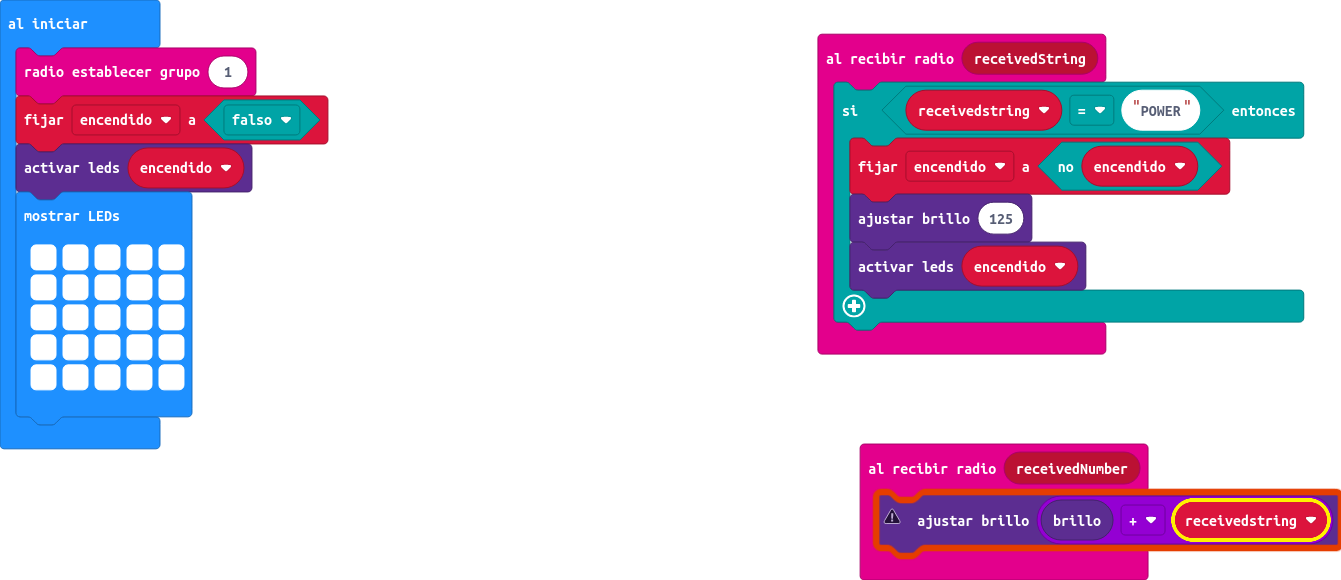 al iniciar
radio establecer grupo 1
fijar encendido a falso
activar leds encendido
mostrar LEDs
al recibir radio receivedString
si receivedstring = "POWER" entonces
fijar encendido a no encendido
ajustar brillo 125
activar leds encendido
al recibir radio receivedNumber
ajustar brillo brillo + receivedstring